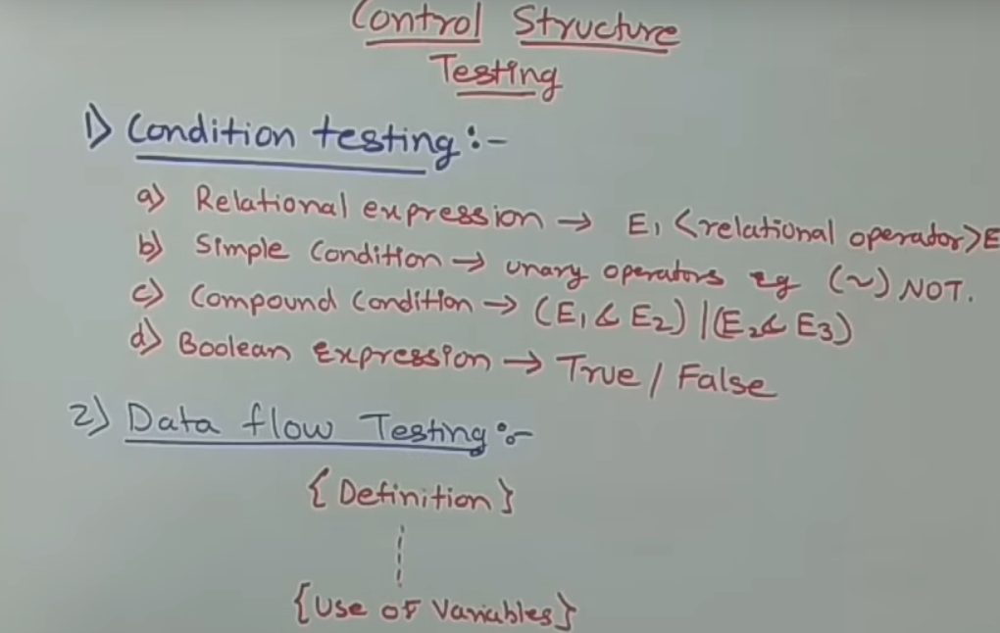 Control Structure
Testing
1) Condition testing :-
a) Relational expression → E1 <relational operator> E
b) Simple Condition → unary operators eg (~) NOT.
c) Compound Condition → (E1 & E2) | (E2 & E3)
d) Boolean Expression → True / False
2) Data flow Testing :-
{ Definition }
{ Use of Variables }